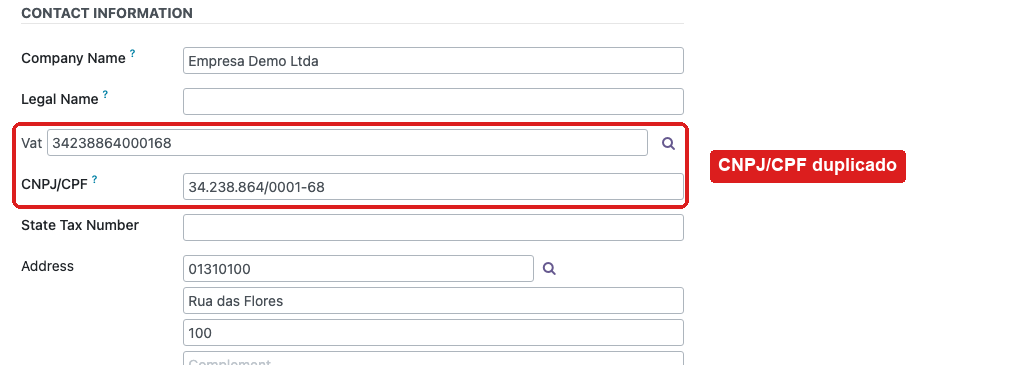 CONTACT INFORMATION
Company Name ? Empresa Demo Ltda
Legal Name ?
Vat 34238864000168
CNPJ/CPF duplicado
CNPJ/CPF ? 34.238.864/0001-68
State Tax Number
Address 01310100
Rua das Flores
100
Complement